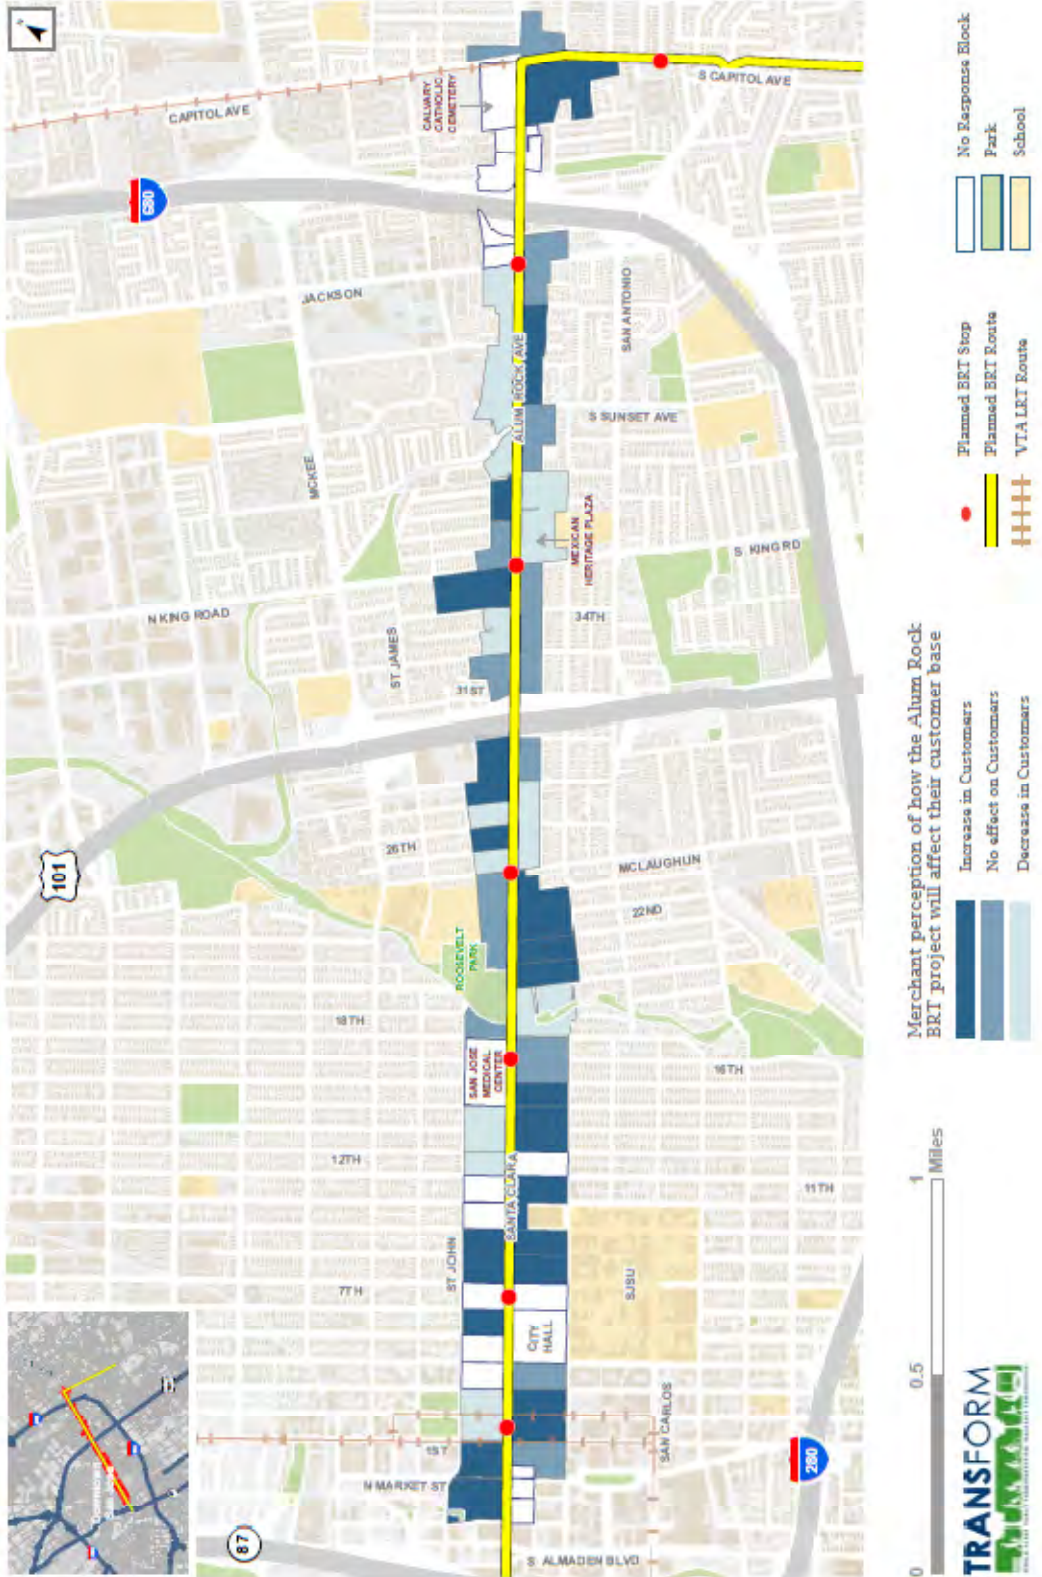 N
CAPITOL AVE
CALVARY
CATHOLIC
CEMETERY
S CAPITOL AVE
680
JACKSON
SAN ANTONIO
ALUM ROCK AVE
S SUNSET AVE
MCKEE
MEXICAN
HERITAGE PLAZA
S KING RD
N KING ROAD
34TH
ST JAMES
31ST
101
26TH
MCLAUGHLIN
22ND
ROOSEVELT
PARK
18TH
SAN JOSE
MEDICAL
CENTER
16TH
12TH
SANTA CLARA
11TH
ST JOHN
7TH
SJSU
CITY
HALL
SAN CARLOS
1ST
N MARKET ST
280
87
S ALMADEN BLVD
Merchant perception of how the Alum Rock
BRT project will affect their customer base
Increase in Customers
No effect on Customers
Decrease in Customers
Planned BRT Stop
Planned BRT Route
VTA LRT Route
No Response Block
Park
School
0 0.5 1
Miles
TRANSFORM